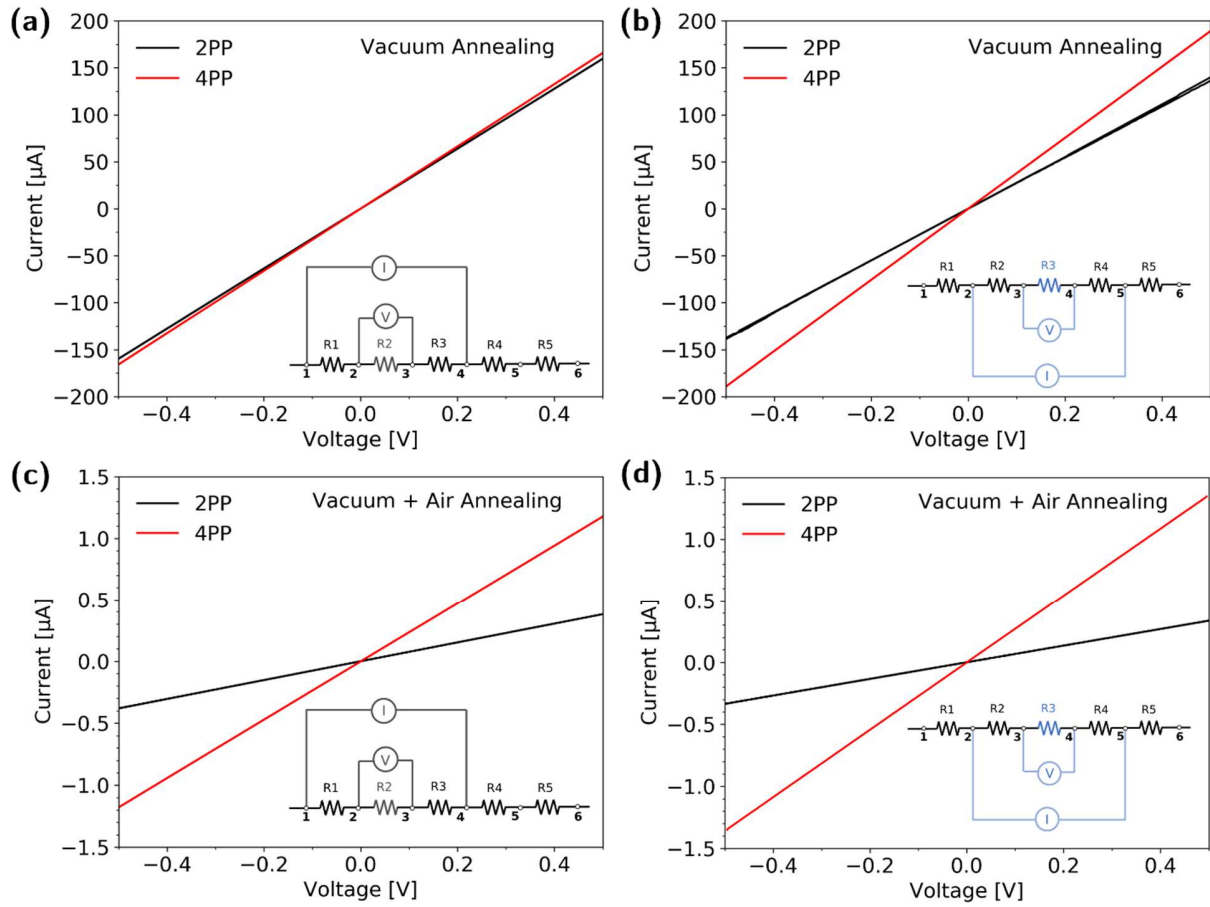 (a)
2PP
4PP
Vacuum Annealing
200
150
100
50
0
−50
−100
−150
−200
Current [µA]
I
V
R1 R2 R3 R4 R5
1 2 3 4 5 6
−0.4 −0.2 0.0 0.2 0.4
Voltage [V]
(b)
2PP
4PP
Vacuum Annealing
200
150
100
50
0
−50
−100
−150
−200
Current [µA]
R1 R2 R3 R4 R5
1 2 3 4 5 6
V
I
−0.4 −0.2 0.0 0.2 0.4
Voltage [V]
(c)
2PP
4PP
Vacuum + Air Annealing
1.5
1.0
0.5
0.0
−0.5
−1.0
−1.5
Current [µA]
I
V
R1 R2 R3 R4 R5
1 2 3 4 5 6
−0.4 −0.2 0.0 0.2 0.4
Voltage [V]
(d)
2PP
4PP
Vacuum + Air Annealing
1.5
1.0
0.5
0.0
−0.5
−1.0
−1.5
Current [µA]
R1 R2 R3 R4 R5
1 2 3 4 5 6
V
I
−0.4 −0.2 0.0 0.2 0.4
Voltage [V]